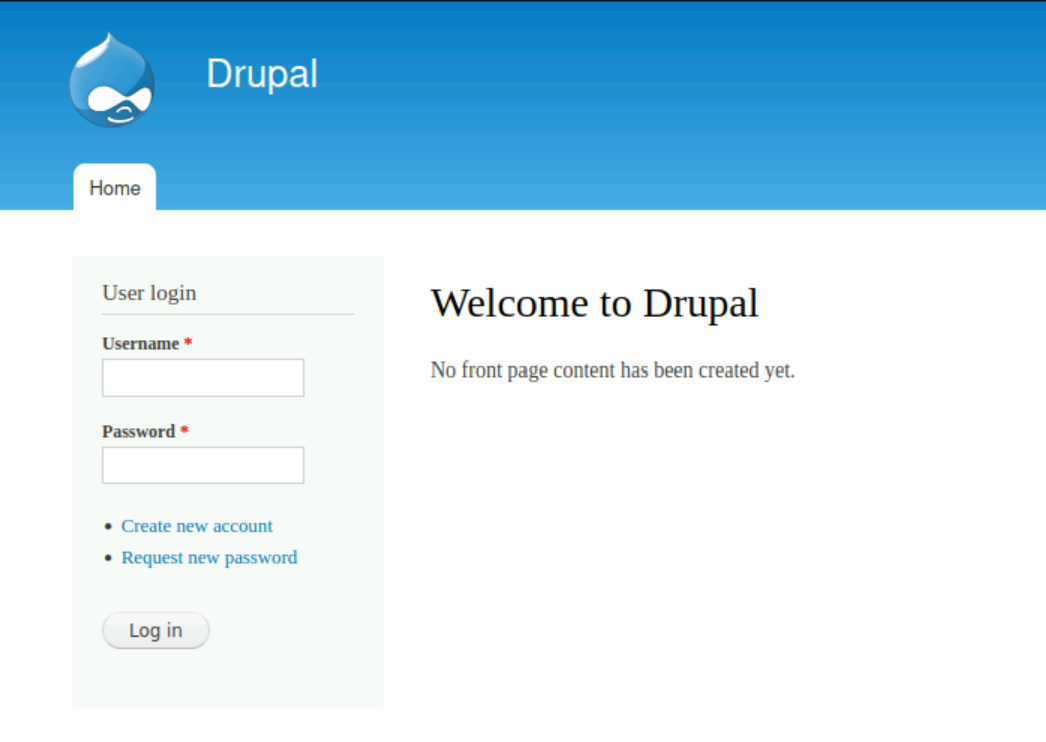 Drupal
Home
User login
Username *
Password *
Create new account
Request new password
Log in
Welcome to Drupal
No front page content has been created yet.